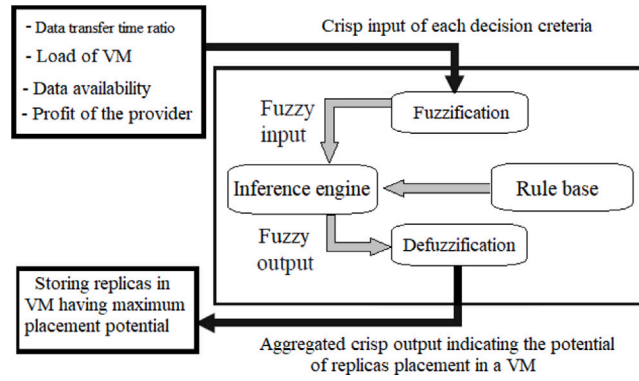 - Data transfer time ratio
- Load of VM
- Data availability
- Profit of the provider
Crisp input of each decision creteria
Fuzzy
input
Fuzzification
Inference engine
Rule base
Fuzzy
output
Defuzzification
Storing replicas in
VM having maximum
placement potential
Aggregated crisp output indicating the potential
of replicas placement in a VM